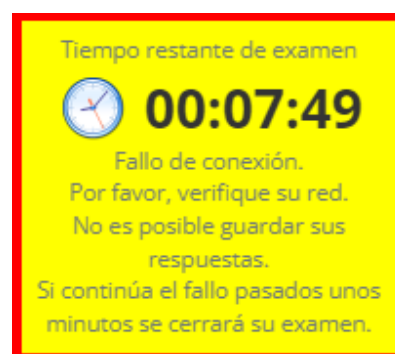 Tiempo restante de examen
00:07:49
Fallo de conexión.
Por favor, verifique su red.
No es posible guardar sus
respuestas.
Si continúa el fallo pasados unos
minutos se cerrará su examen.